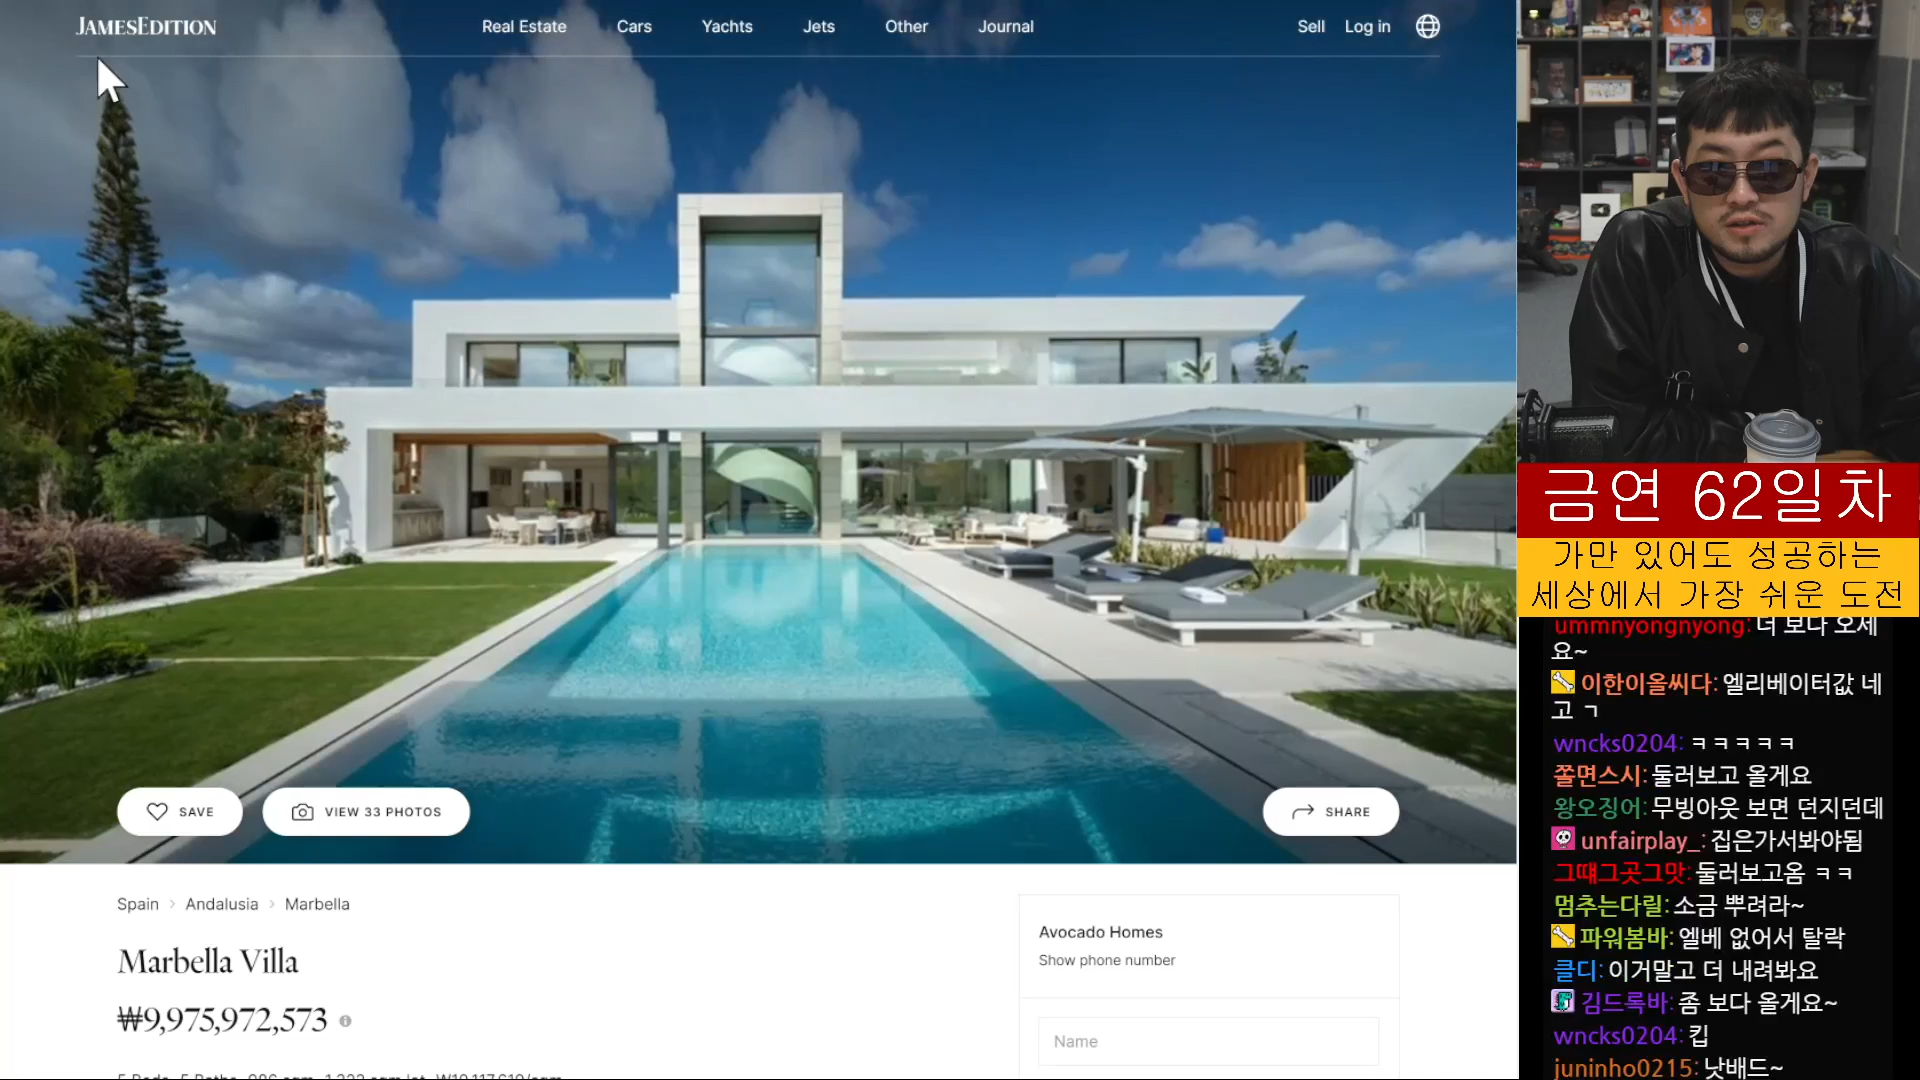 JAMESEDITION
Real Estate Cars Yachts Jets Other Journal
Sell Log in
SAVE
VIEW 33 PHOTOS
SHARE
Spain > Andalusia > Marbella
Marbella Villa
₩9,975,972,573
Avocado Homes
Show phone number
Name
금연 62일차
가만 있어도 성공하는
세상에서 가장 쉬운 도전
ummnyongnyong: 더 보다 오세
요~
이한이올씨다: 엘리베이터값 네
고 ㄱ
wncks0204: ㅋㅋㅋㅋㅋ
쫄면스시: 둘러보고 올게요
왕오징어: 무빙아웃 보면 던지던데
unfairplay_: 집은가서봐야됨
그떄그곳그맛: 둘러보고옴 ㅋㅋ
멈추는다릴: 소금 뿌려라~
파워봄바: 엘베 없어서 탈락
클디: 이거말고 더 내려봐요
김드록바: 좀 보다 올게요~
wncks0204: 킵
juninho0215: 낫배드~